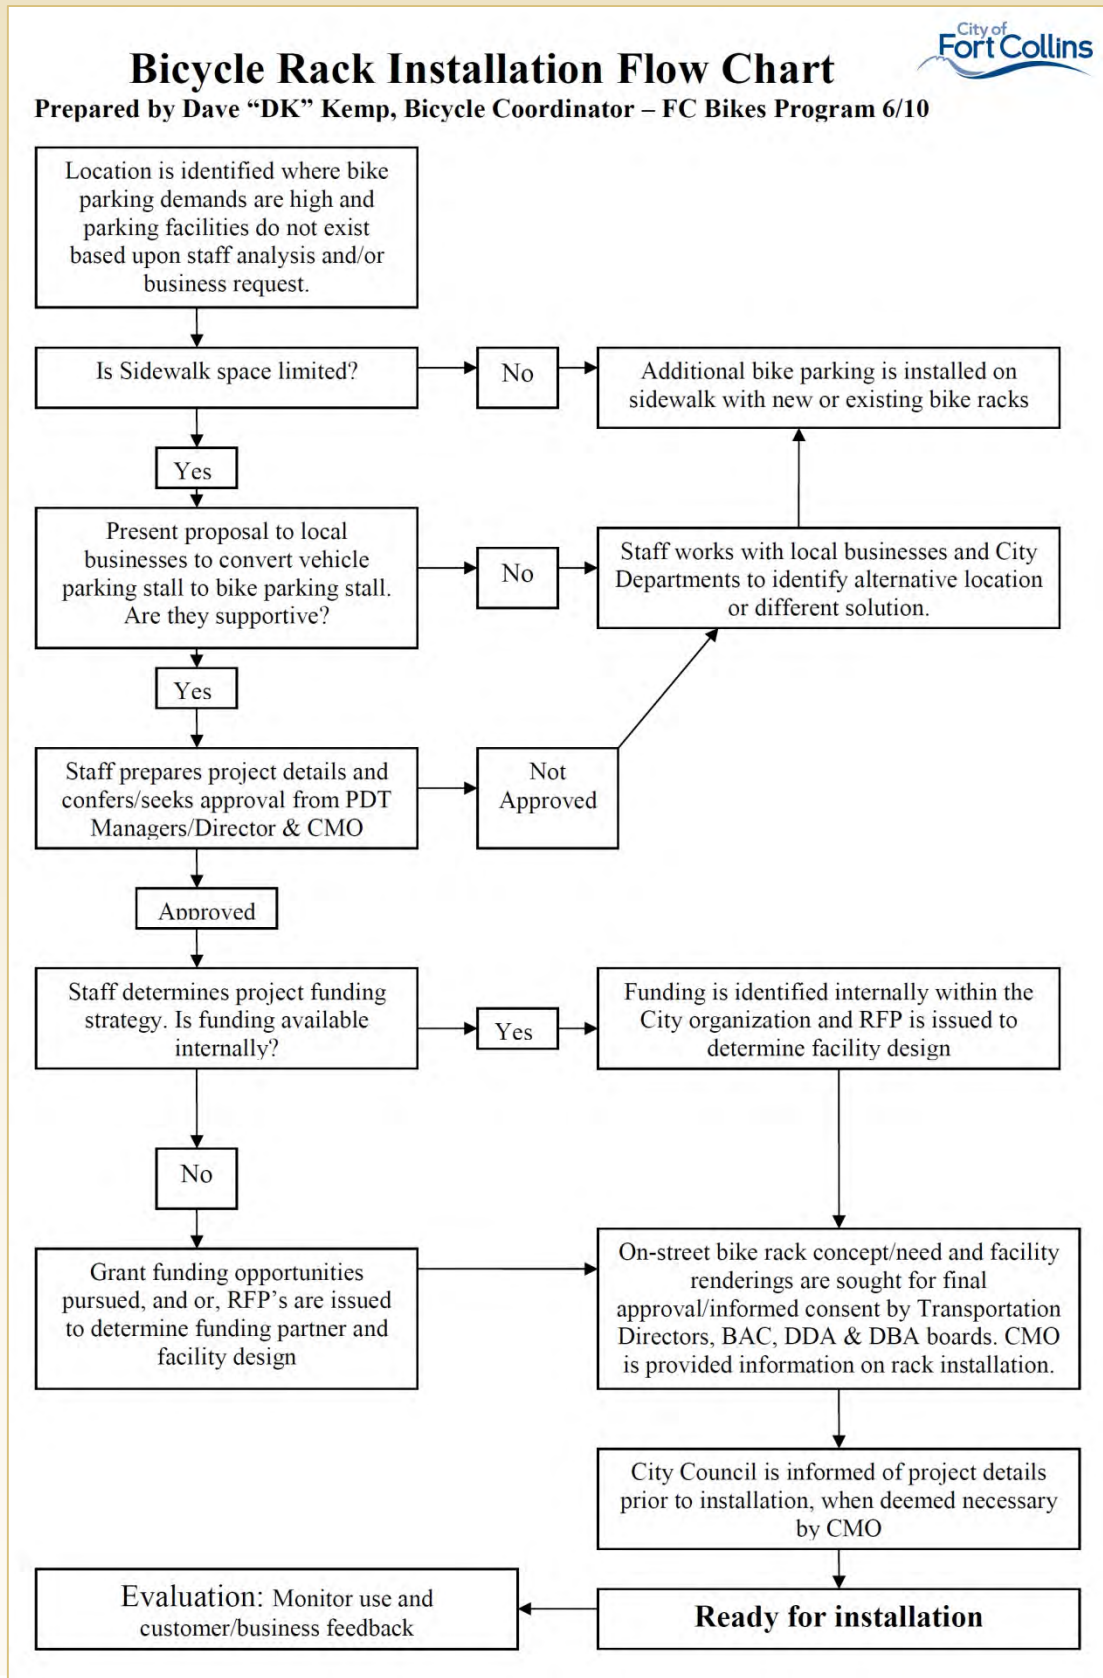 City of
Fort Collins
Bicycle Rack Installation Flow Chart
Prepared by Dave “DK” Kemp, Bicycle Coordinator – FC Bikes Program 6/10
Location is identified where bike
parking demands are high and
parking facilities do not exist
based upon staff analysis and/or
business request.
Is Sidewalk space limited?
No
Additional bike parking is installed on
sidewalk with new or existing bike racks
Yes
Present proposal to local
businesses to convert vehicle
parking stall to bike parking stall.
Are they supportive?
No
Staff works with local businesses and City
Departments to identify alternative location
or different solution.
Yes
Staff prepares project details and
confers/seeks approval from PDT
Managers/Director & CMO
Not
Approved
Approved
Staff determines project funding
strategy. Is funding available
internally?
Yes
Funding is identified internally within the
City organization and RFP is issued to
determine facility design
No
Grant funding opportunities
pursued, and or, RFP’s are issued
to determine funding partner and
facility design
On-street bike rack concept/need and facility
renderings are sought for final
approval/informed consent by Transportation
Directors, BAC, DDA & DBA boards. CMO
is provided information on rack installation.
City Council is informed of project details
prior to installation, when deemed necessary
by CMO
Evaluation: Monitor use and
customer/business feedback
Ready for installation